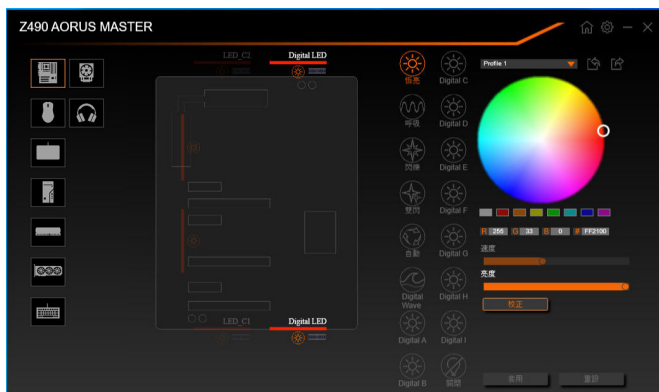 Z490 AORUS MASTER
LED_C2 Digital LED
恆亮 Digital C
呼吸 Digital D
閃爍 Digital E
雙閃 Digital F
自動 Digital G
Digital Wave Digital H
Digital A Digital I
Digital B 關閉
Profile 1
R 255 G 33 B 0 # FF2100
速度
亮度
校正
LED_C1 Digital LED
套用 重設